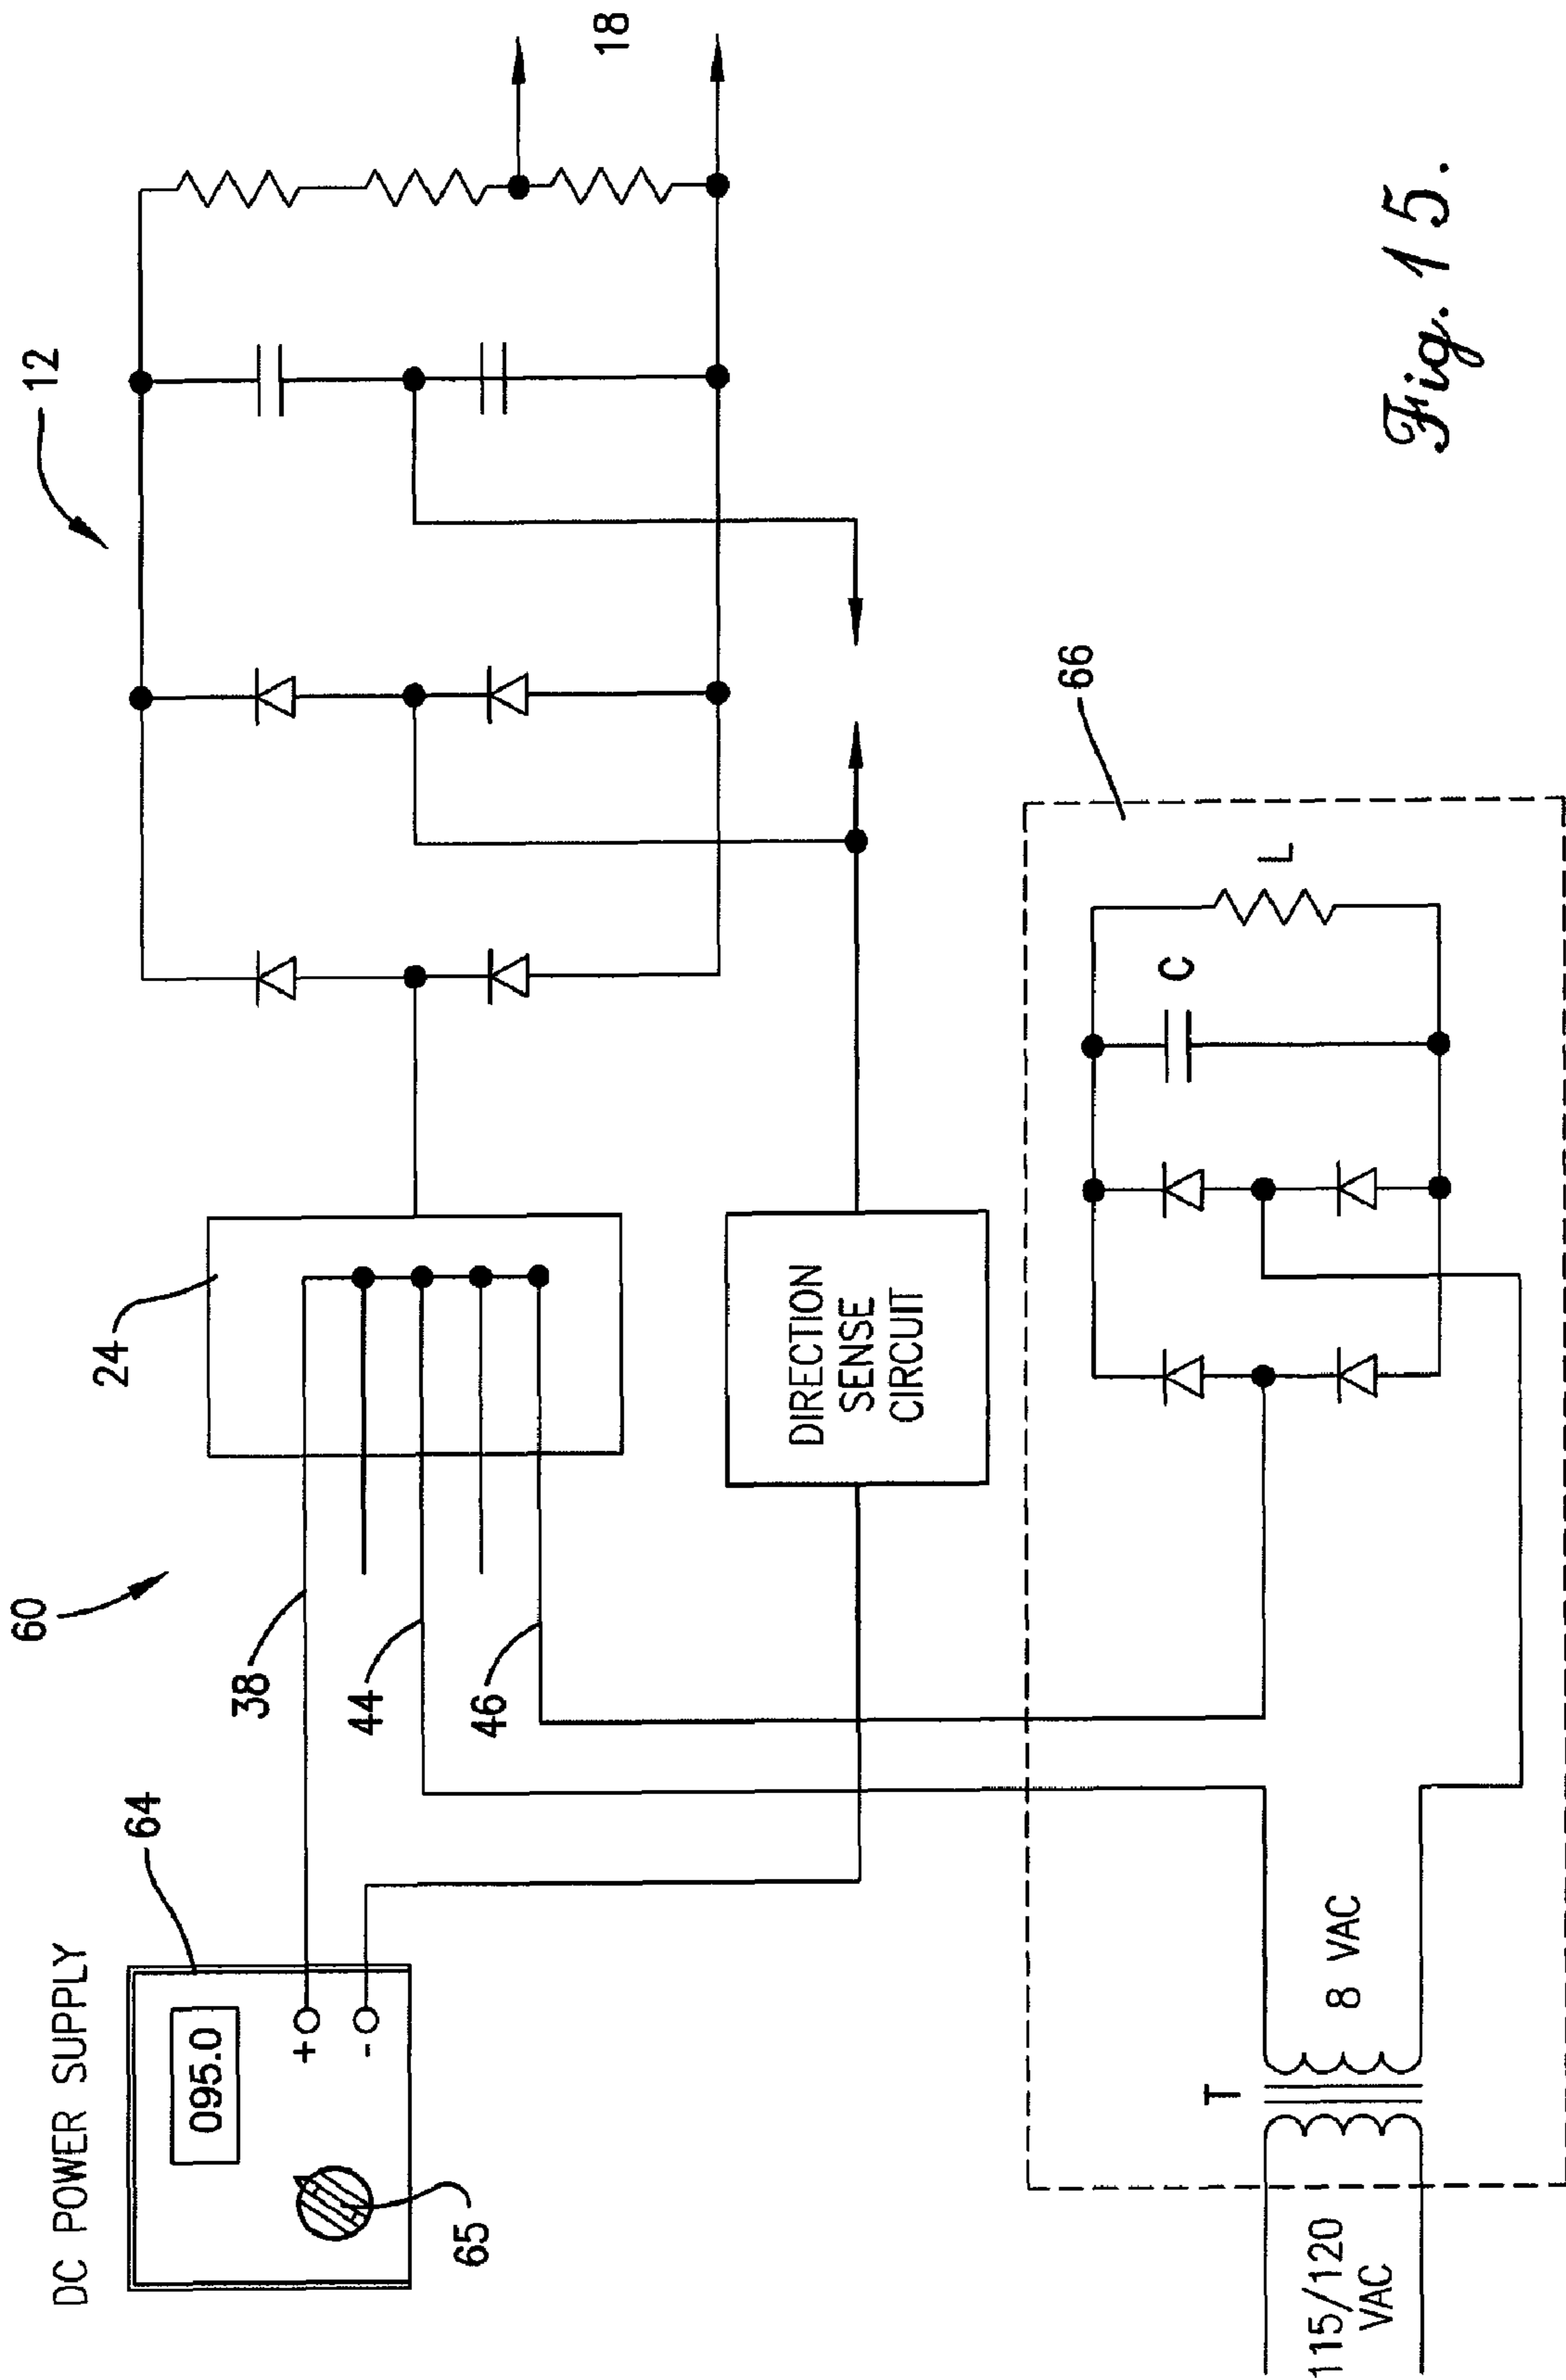 DC POWER SUPPLY
095.0
+
-
64
65
60
38
44
46
24
12
18
DIRECTION
SENSE
CIRCUIT
66
115/120
VAC
T
8 VAC
C
L
Fig. 15.